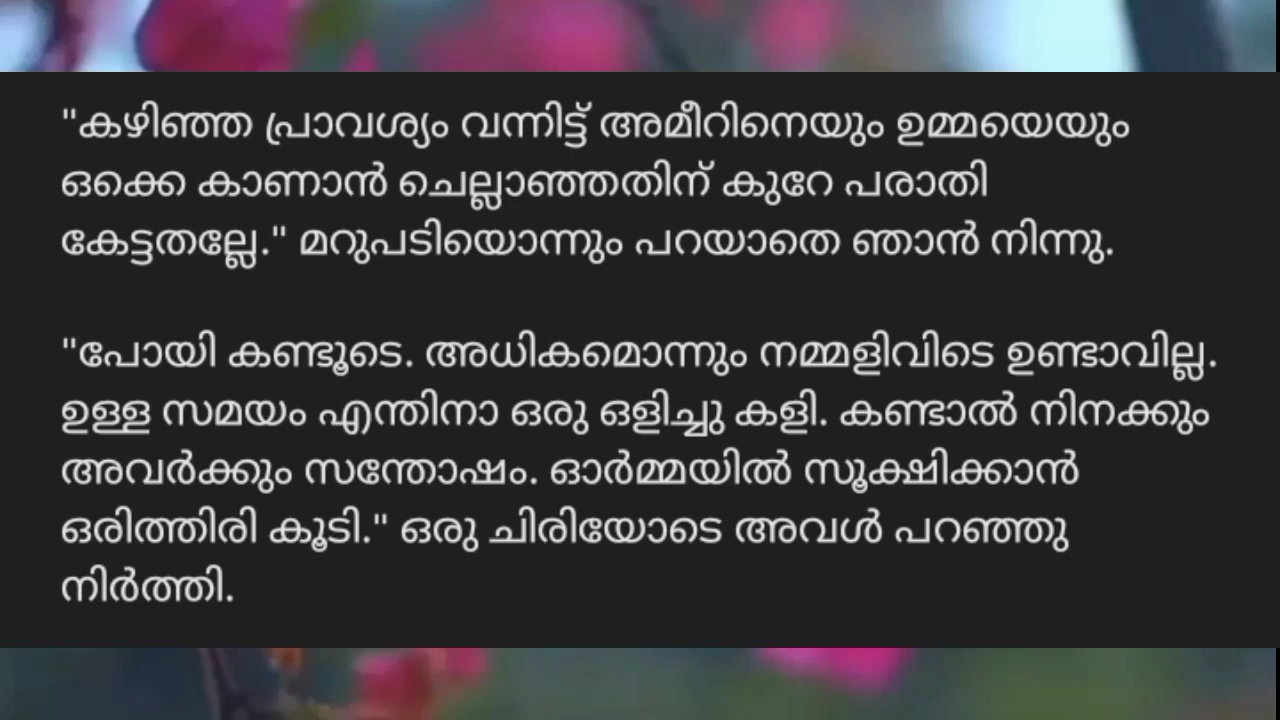 "കഴിഞ്ഞ പ്രാവശ്യം വന്നിട്ട് അമീറിനെയും ഉമ്മയെയും
ഒക്കെ കാണാൻ ചെല്ലാഞ്ഞതിന് കുറേ പരാതി
കേട്ടതല്ലേ." മറുപടിയൊന്നും പറയാതെ ഞാൻ നിന്നു.
"പോയി കണ്ടൂടെ. അധികമൊന്നും നമ്മളിവിടെ ഉണ്ടാവില്ല.
ഉള്ള സമയം എന്തിനാ ഒരു ഒളിച്ചു കളി. കണ്ടാൽ നിനക്കും
അവർക്കും സന്തോഷം. ഓർമ്മയിൽ സൂക്ഷിക്കാൻ
ഒരിത്തിരി കൂടി." ഒരു ചിരിയോടെ അവൾ പറഞ്ഞു
നിർത്തി.